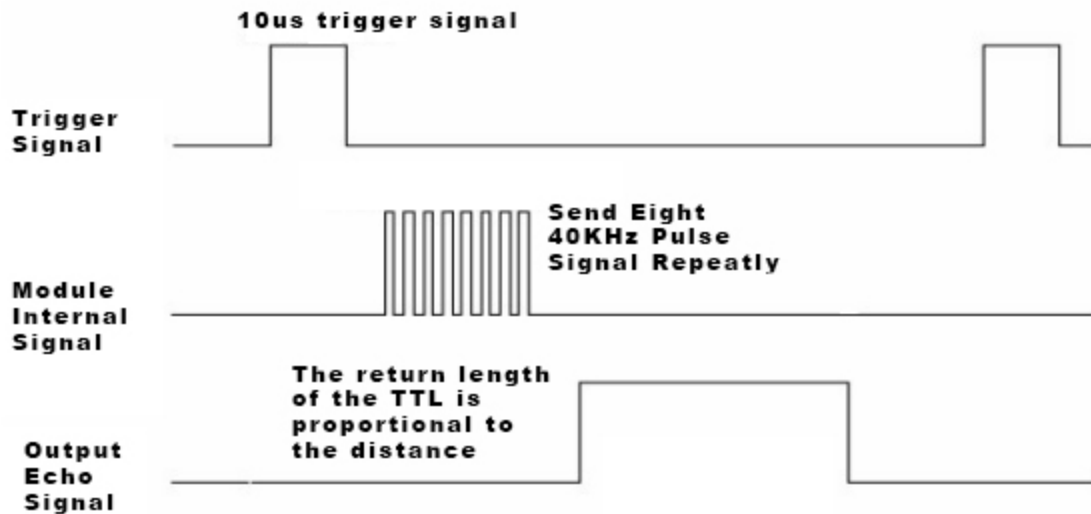 10us trigger signal
Trigger
Signal
Send Eight
40KHz Pulse
Signal Repeatly
Module
Internal
Signal
The return length
of the TTL is
proportional to
the distance
Output
Echo
Signal